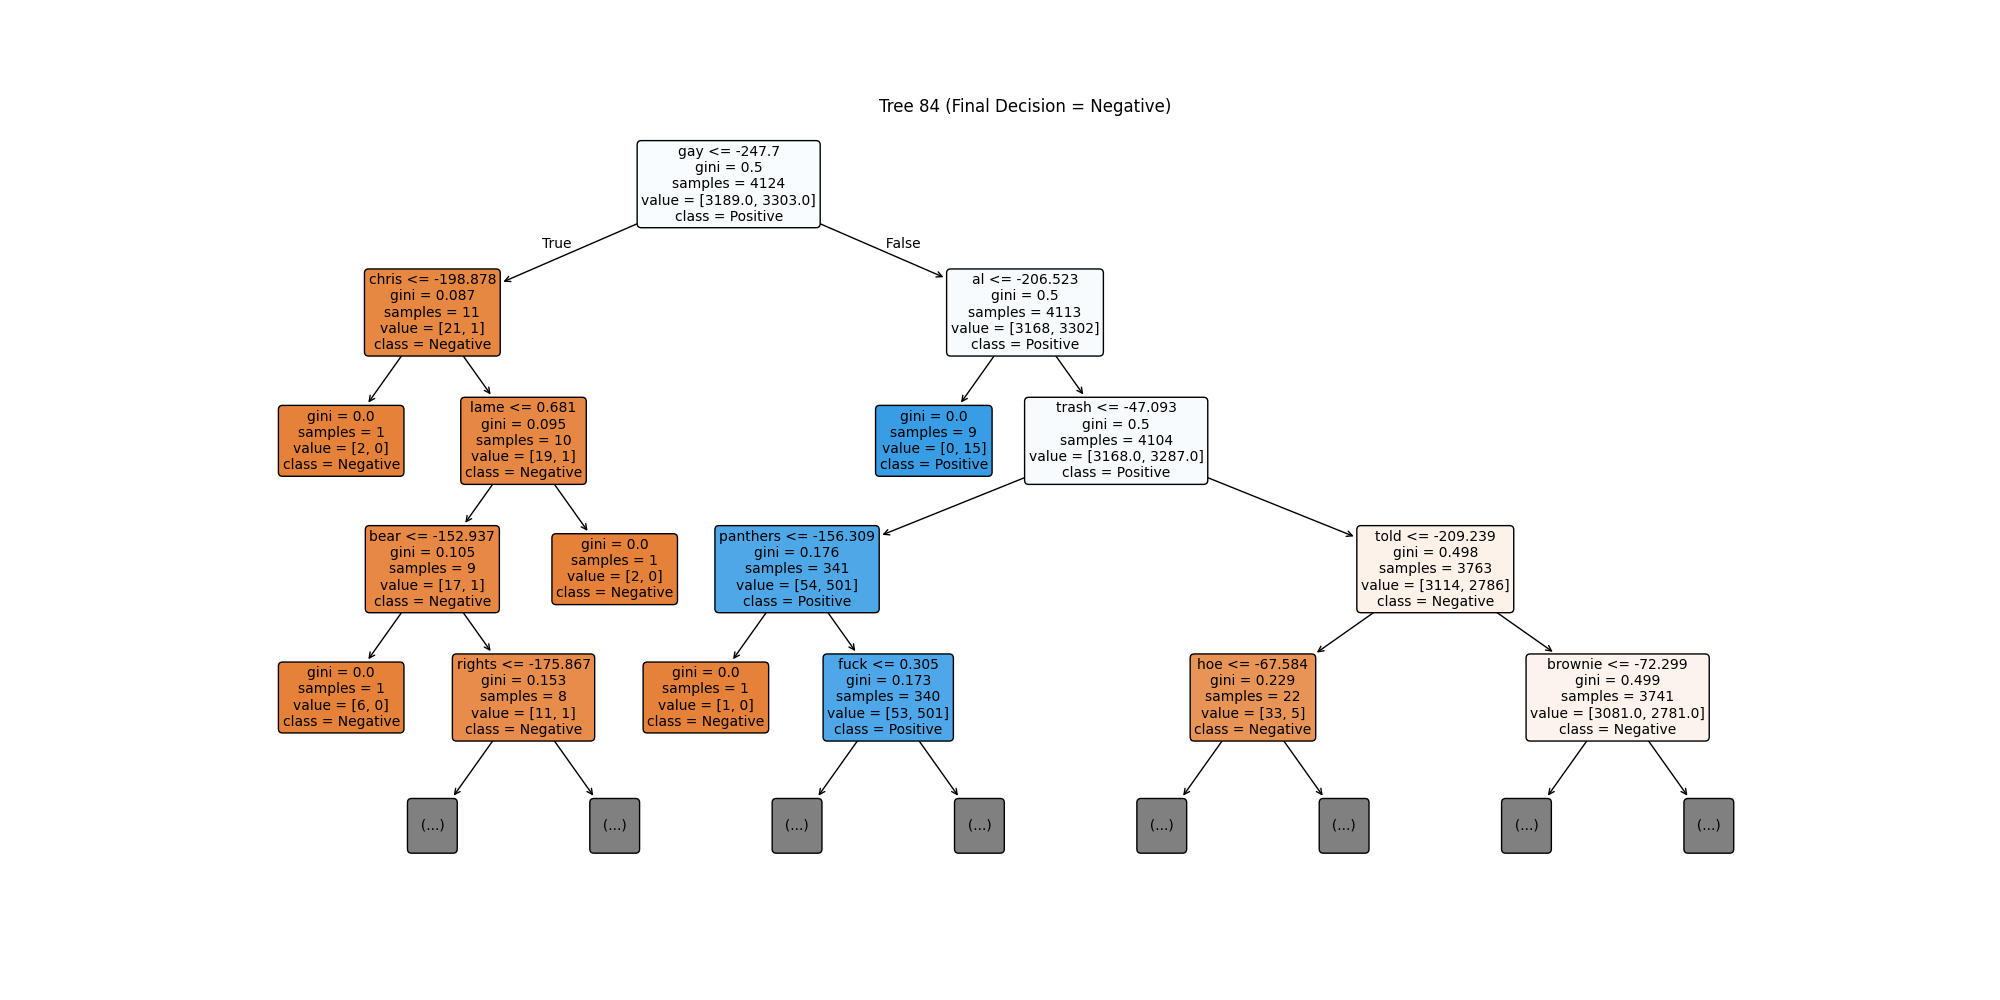 Tree 84 (Final Decision = Negative)
gay <= -247.7
gini = 0.5
samples = 4124
value = [3189.0, 3303.0]
class = Positive
True
False
chris <= -198.878
gini = 0.087
samples = 11
value = [21, 1]
class = Negative
al <= -206.523
gini = 0.5
samples = 4113
value = [3168, 3302]
class = Positive
gini = 0.0
samples = 1
value = [2, 0]
class = Negative
lame <= 0.681
gini = 0.095
samples = 10
value = [19, 1]
class = Negative
gini = 0.0
samples = 9
value = [0, 15]
class = Positive
trash <= -47.093
gini = 0.5
samples = 4104
value = [3168.0, 3287.0]
class = Positive
bear <= -152.937
gini = 0.105
samples = 9
value = [17, 1]
class = Negative
gini = 0.0
samples = 1
value = [2, 0]
class = Negative
panthers <= -156.309
gini = 0.176
samples = 341
value = [54, 501]
class = Positive
told <= -209.239
gini = 0.498
samples = 3763
value = [3114, 2786]
class = Negative
gini = 0.0
samples = 1
value = [6, 0]
class = Negative
rights <= -175.867
gini = 0.153
samples = 8
value = [11, 1]
class = Negative
gini = 0.0
samples = 1
value = [1, 0]
class = Negative
fuck <= 0.305
gini = 0.173
samples = 340
value = [53, 501]
class = Positive
hoe <= -67.584
gini = 0.229
samples = 22
value = [33, 5]
class = Negative
brownie <= -72.299
gini = 0.499
samples = 3741
value = [3081.0, 2781.0]
class = Negative
(...)
(...)
(...)
(...)
(...)
(...)
(...)
(...)